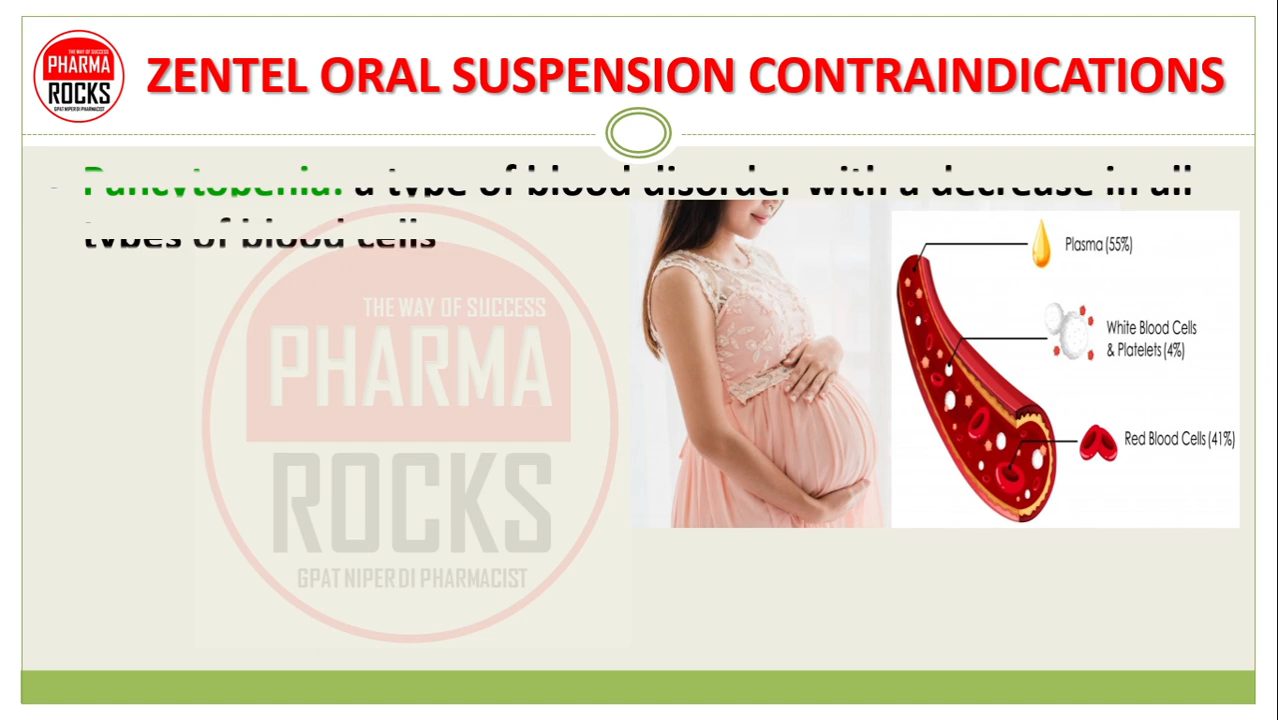 THE WAY OF SUCCESS
PHARMA
ROCKS
GPAT NIPER DI PHARMACIST
ZENTEL ORAL SUSPENSION CONTRAINDICATIONS
Pancytopenia: a type of blood disorder with a decrease in all
types of blood cells
THE WAY OF SUCCESS
PHARMA
ROCKS
GPAT NIPER DI PHARMACIST
Plasma (55%)
White Blood Cells
& Platelets (4%)
Red Blood Cells (41%)